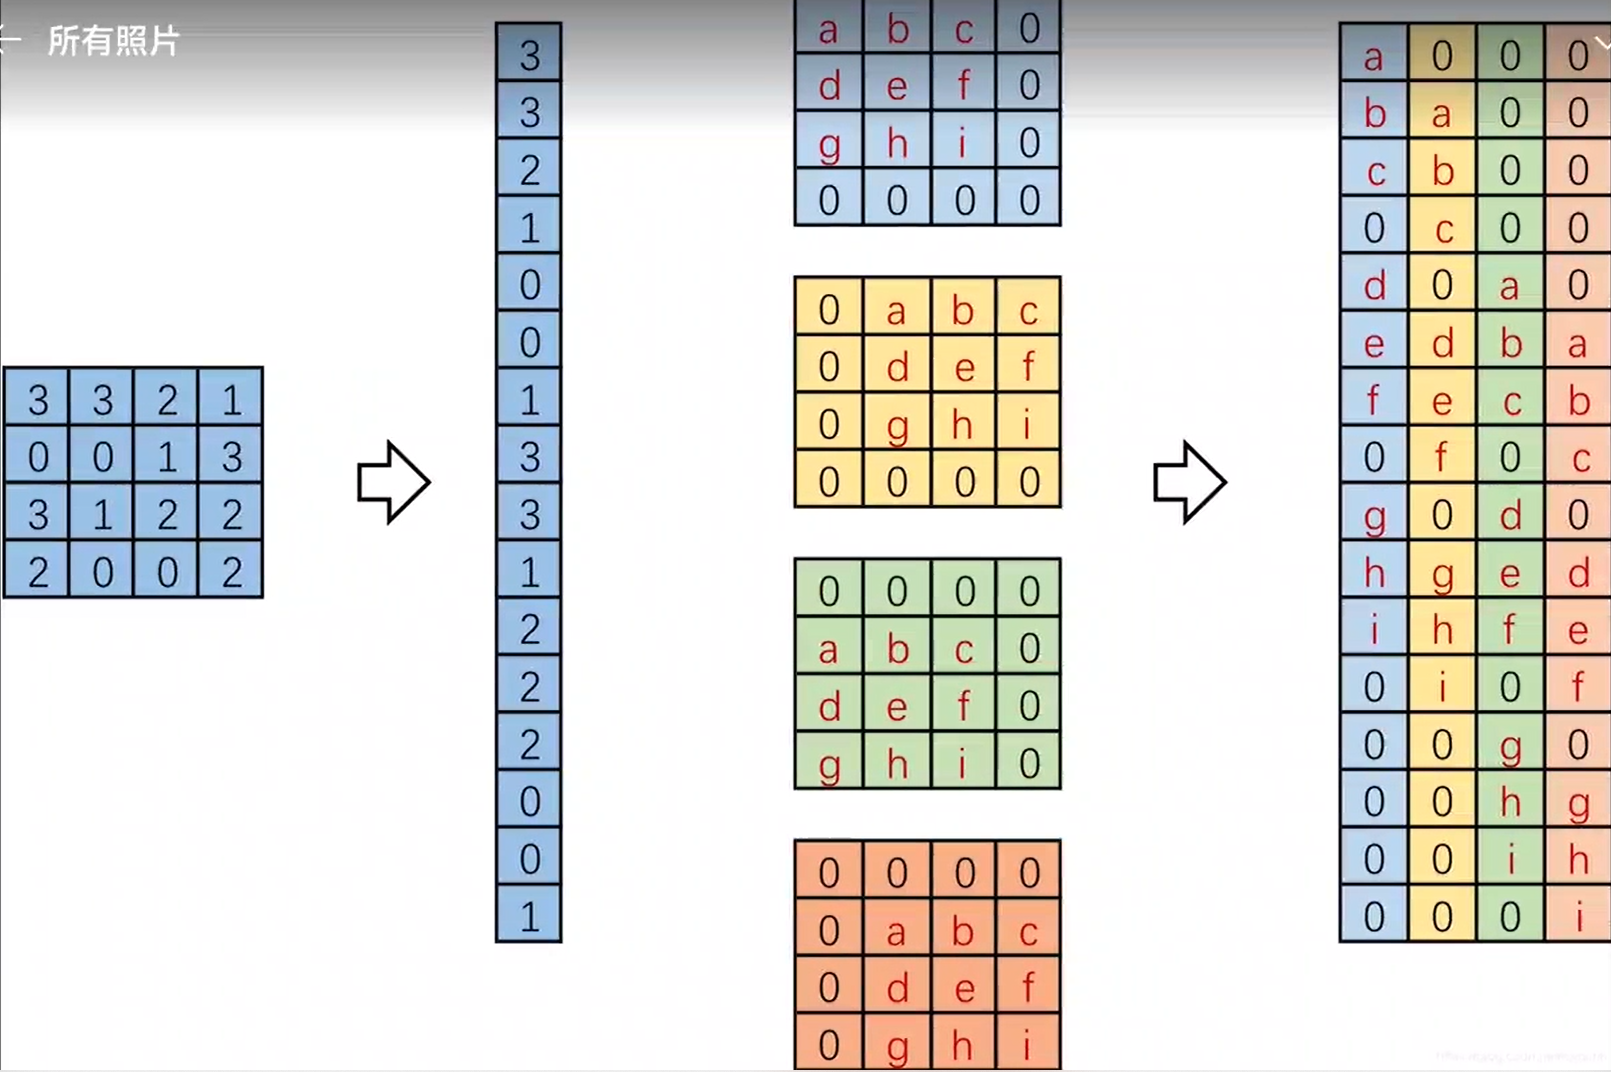 所有照片
3 3 2 1
0 0 1 3
3 1 2 2
2 0 0 2
3
3
2
1
0
0
1
3
3
1
2
2
2
0
0
1
a b c 0
d e f 0
g h i 0
0 0 0 0
0 a b c
0 d e f
0 g h i
0 0 0 0
0 0 0 0
a b c 0
d e f 0
g h i 0
0 0 0 0
0 a b c
0 d e f
0 g h i
a 0 0 0
b a 0 0
c b 0 0
0 c 0 0
d 0 a 0
e d b a
f e c b
0 f 0 c
g 0 d 0
h g e d
i h f e
0 i 0 f
0 0 g 0
0 0 h g
0 0 i h
0 0 0 i